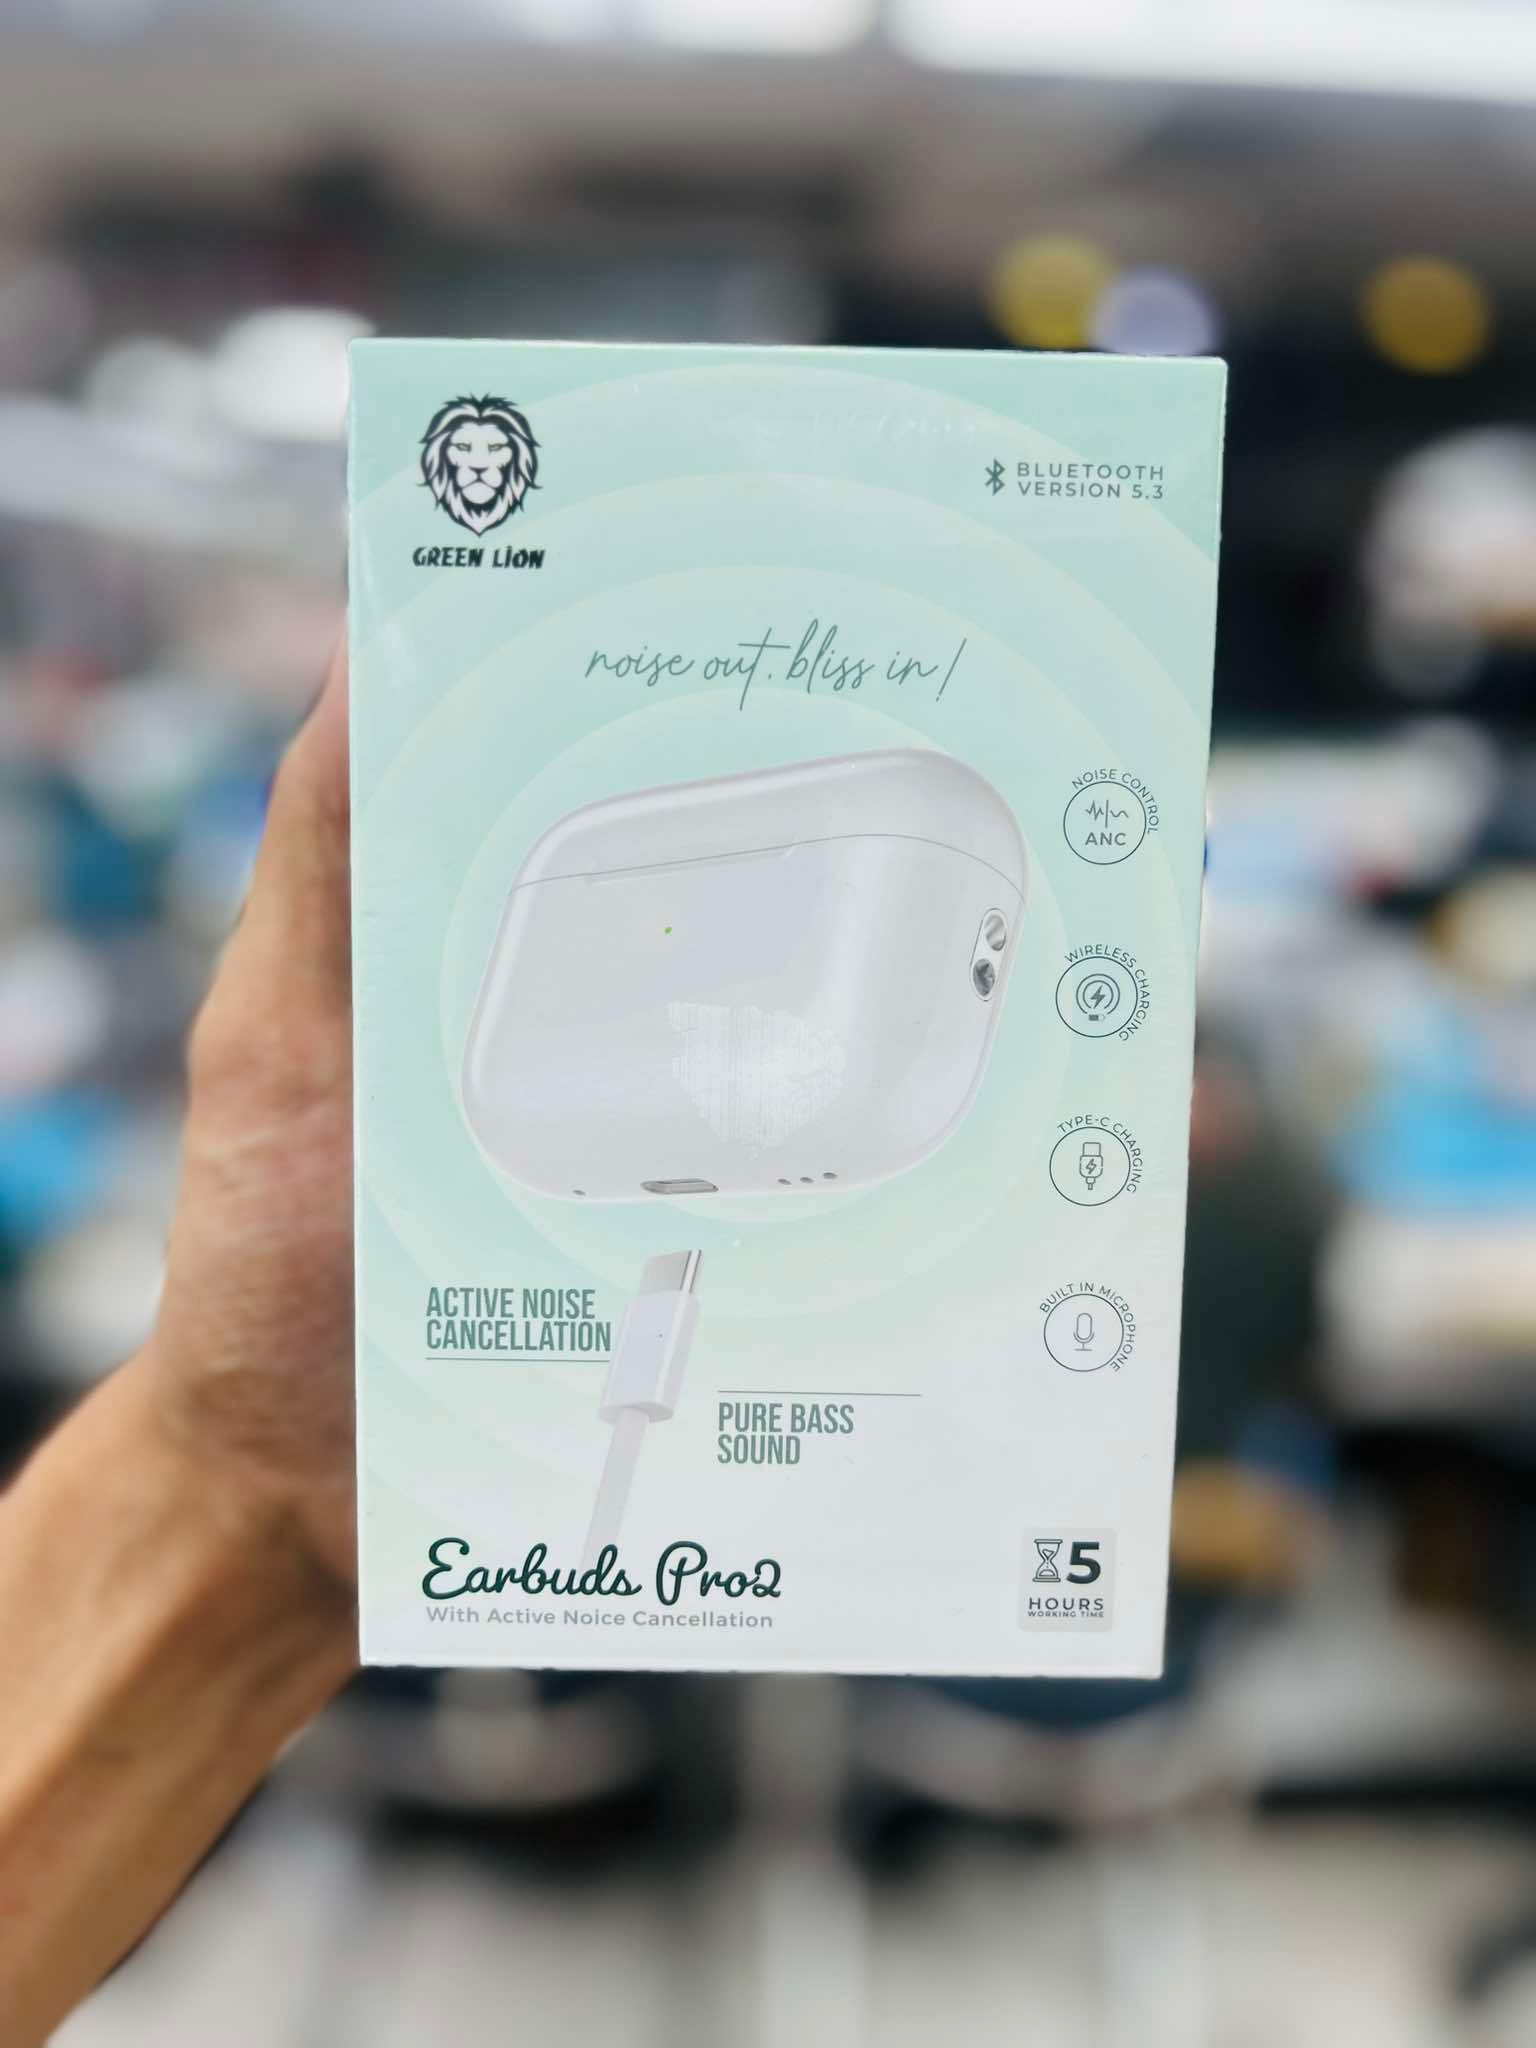 GREEN LION
BLUETOOTH
VERSION 5.3
noise out. bliss in!
NOISE CONTROL
ANC
WIRELESS CHARGING
TYPE-C CHARGING
BUILT IN MICROPHONE
ACTIVE NOISE
CANCELLATION
PURE BASS
SOUND
Earbuds Pro2
With Active Noice Cancellation
5
HOURS
WORKING TIME